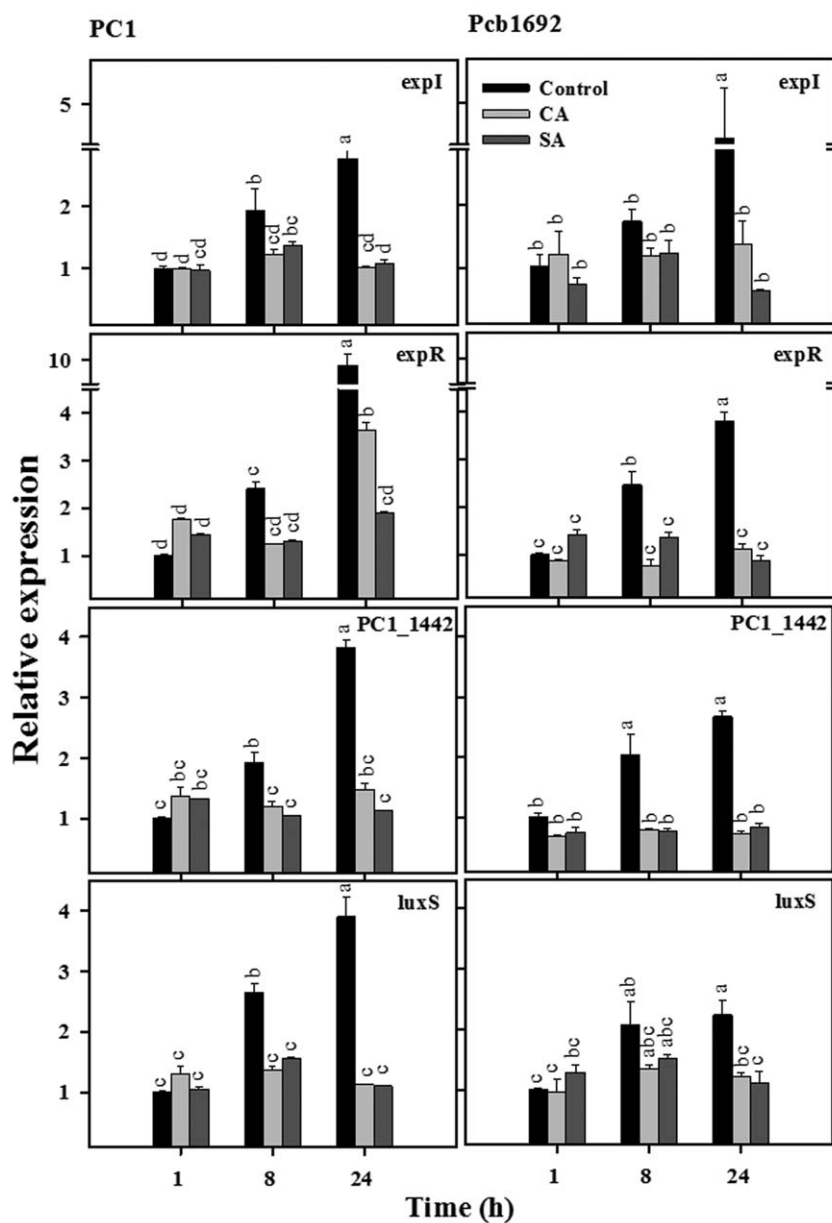 PC1 Pcb1692
expI expI
Control
CA
SA
5
2
1
d d cd b cd bc a cd d
b b b b b b a b b
expR expR
10
4
3
2
1
d d d c cd cd a b cd
c c c b c c a c c
PC1_1442 PC1_1442
4
3
2
1
c bc bc b c c a bc c
b b b a b b a b b
luxS luxS
4
3
2
1
c c c b c c a c c
c c bc ab abc abc a bc c
1 8 24 1 8 24
Relative expression
Time (h)